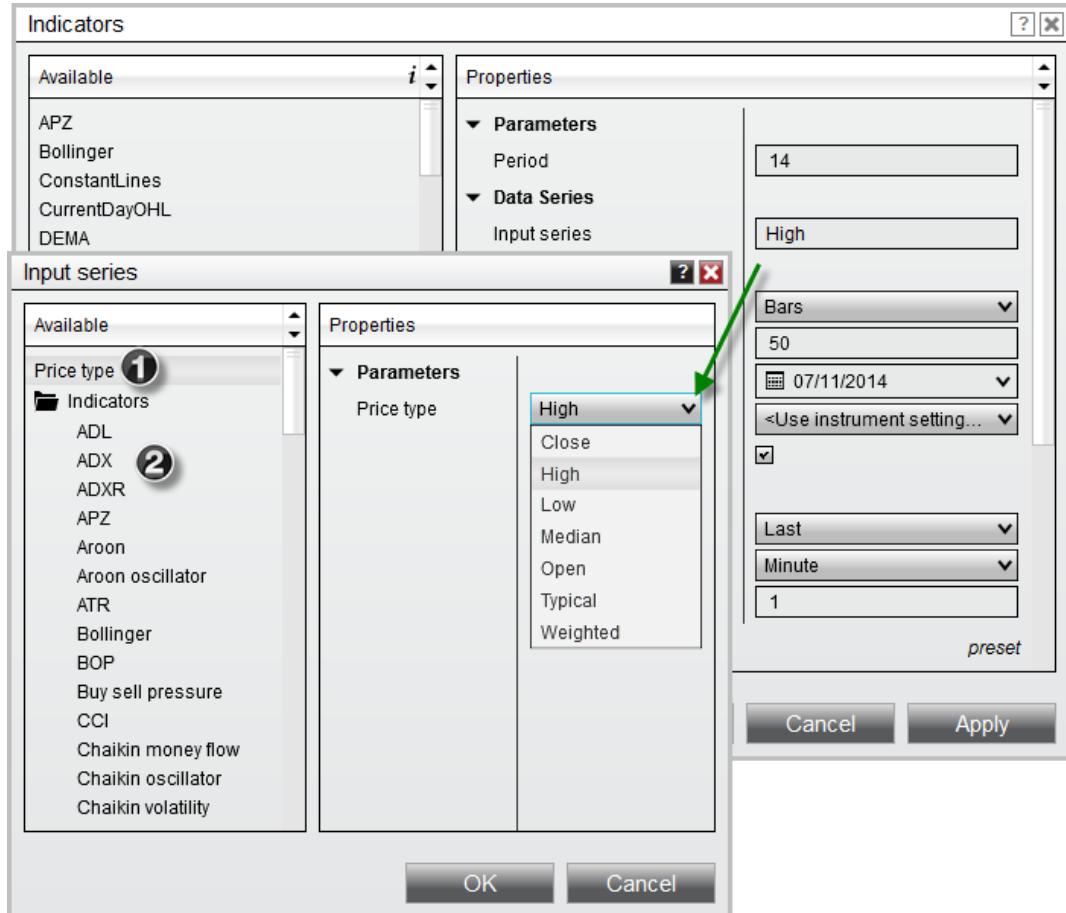 Indicators
?
Available i
Properties
APZ
Bollinger
ConstantLines
CurrentDayOHL
DEMA
Parameters
Period 14
Data Series
Input series High
Bars
50
07/11/2014
<Use instrument setting...
Last
Minute
1
preset
Cancel Apply
Input series
?
Available
Price type 1
Indicators
ADL
ADX 2
ADXR
APZ
Aroon
Aroon oscillator
ATR
Bollinger
BOP
Buy sell pressure
CCI
Chaikin money flow
Chaikin oscillator
Chaikin volatility
Properties
Parameters
Price type High
Close
High
Low
Median
Open
Typical
Weighted
OK Cancel